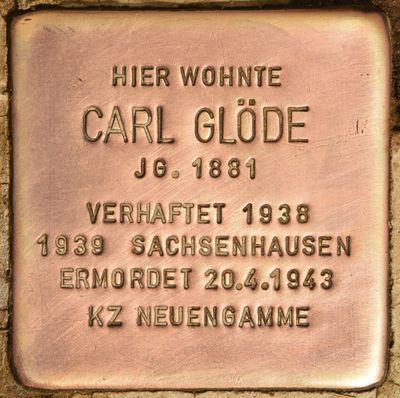 HIER WOHNTE
CARL GLÖDE
JG. 1881
VERHAFTET 1938
1939 SACHSENHAUSEN
ERMORDET 20.4.1943
KZ NEUENGAMME